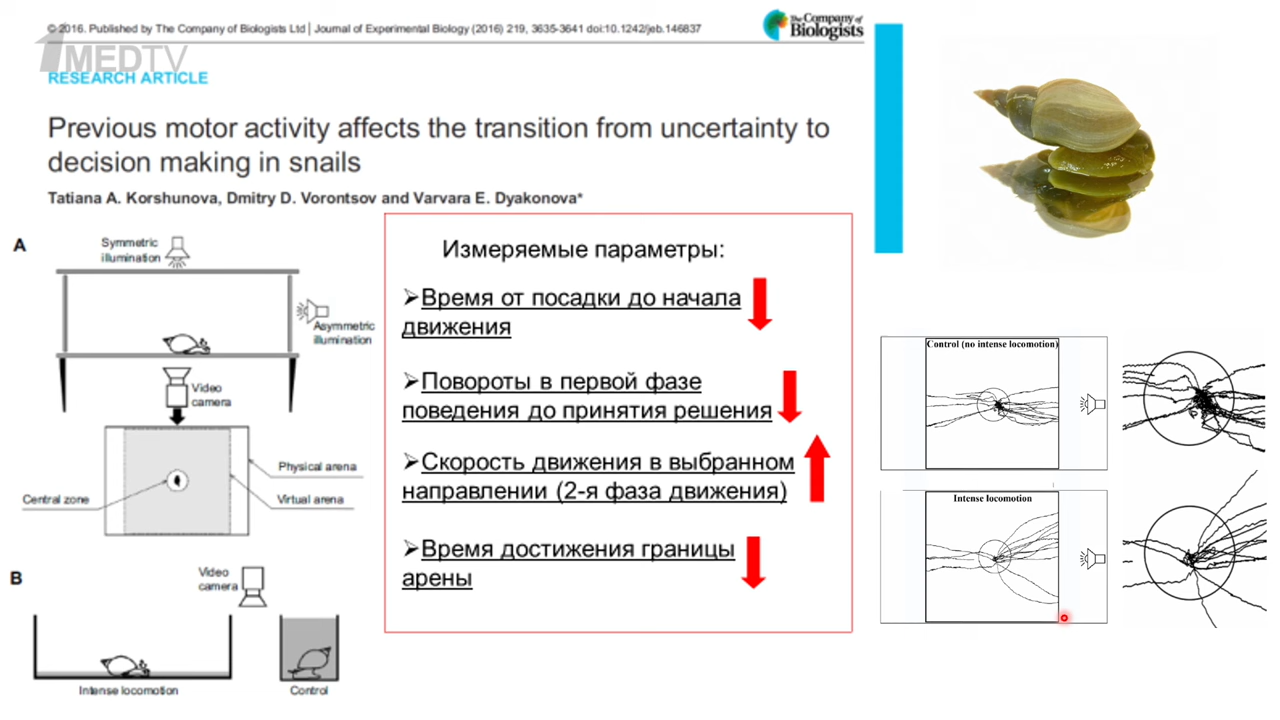 © 2016. Published by The Company of Biologists Ltd | Journal of Experimental Biology (2016) 219, 3635-3641 doi:10.1242/jeb.146837
The Company of
Biologists
1MEDTV
RESEARCH ARTICLE
Previous motor activity affects the transition from uncertainty to
decision making in snails
Tatiana A. Korshunova, Dmitry D. Vorontsov and Varvara E. Dyakonova*
A
Symmetric
illumination
Asymmetric
illumination
Video
camera
Physical arena
Central zone
Virtual arena
B
Video
camera
Intense locomotion
Control
Измеряемые параметры:
➢Время от посадки до начала
движения
➢Повороты в первой фазе
поведения до принятия решения
➢Скорость движения в выбранном
направлении (2-я фаза движения)
➢Время достижения границы
арены
Control (no intense locomotion)
Intense locomotion